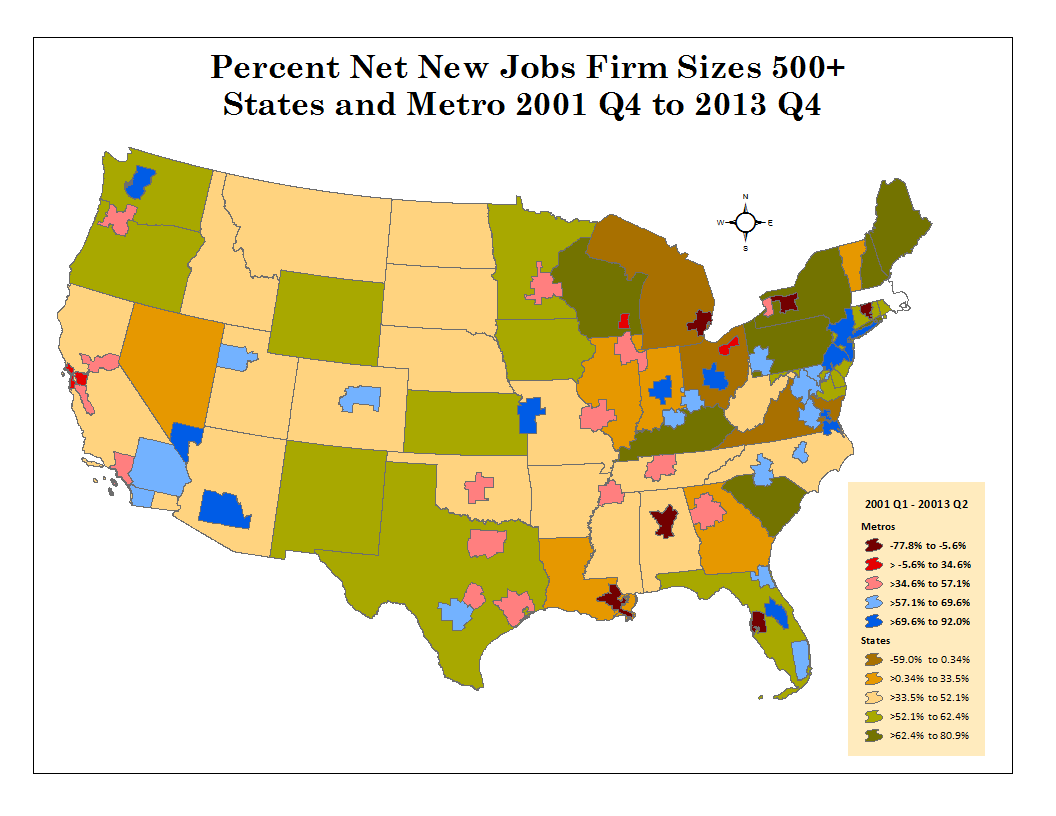 Percent Net New Jobs Firm Sizes 500+
States and Metro 2001 Q4 to 2013 Q4
N
W
E
S
2001 Q1 - 20013 Q2
Metros
-77.8% to -5.6%
> -5.6% to 34.6%
>34.6% to 57.1%
>57.1% to 69.6%
>69.6% to 92.0%
States
-59.0% to 0.34%
>0.34% to 33.5%
>33.5% to 52.1%
>52.1% to 62.4%
>62.4% to 80.9%